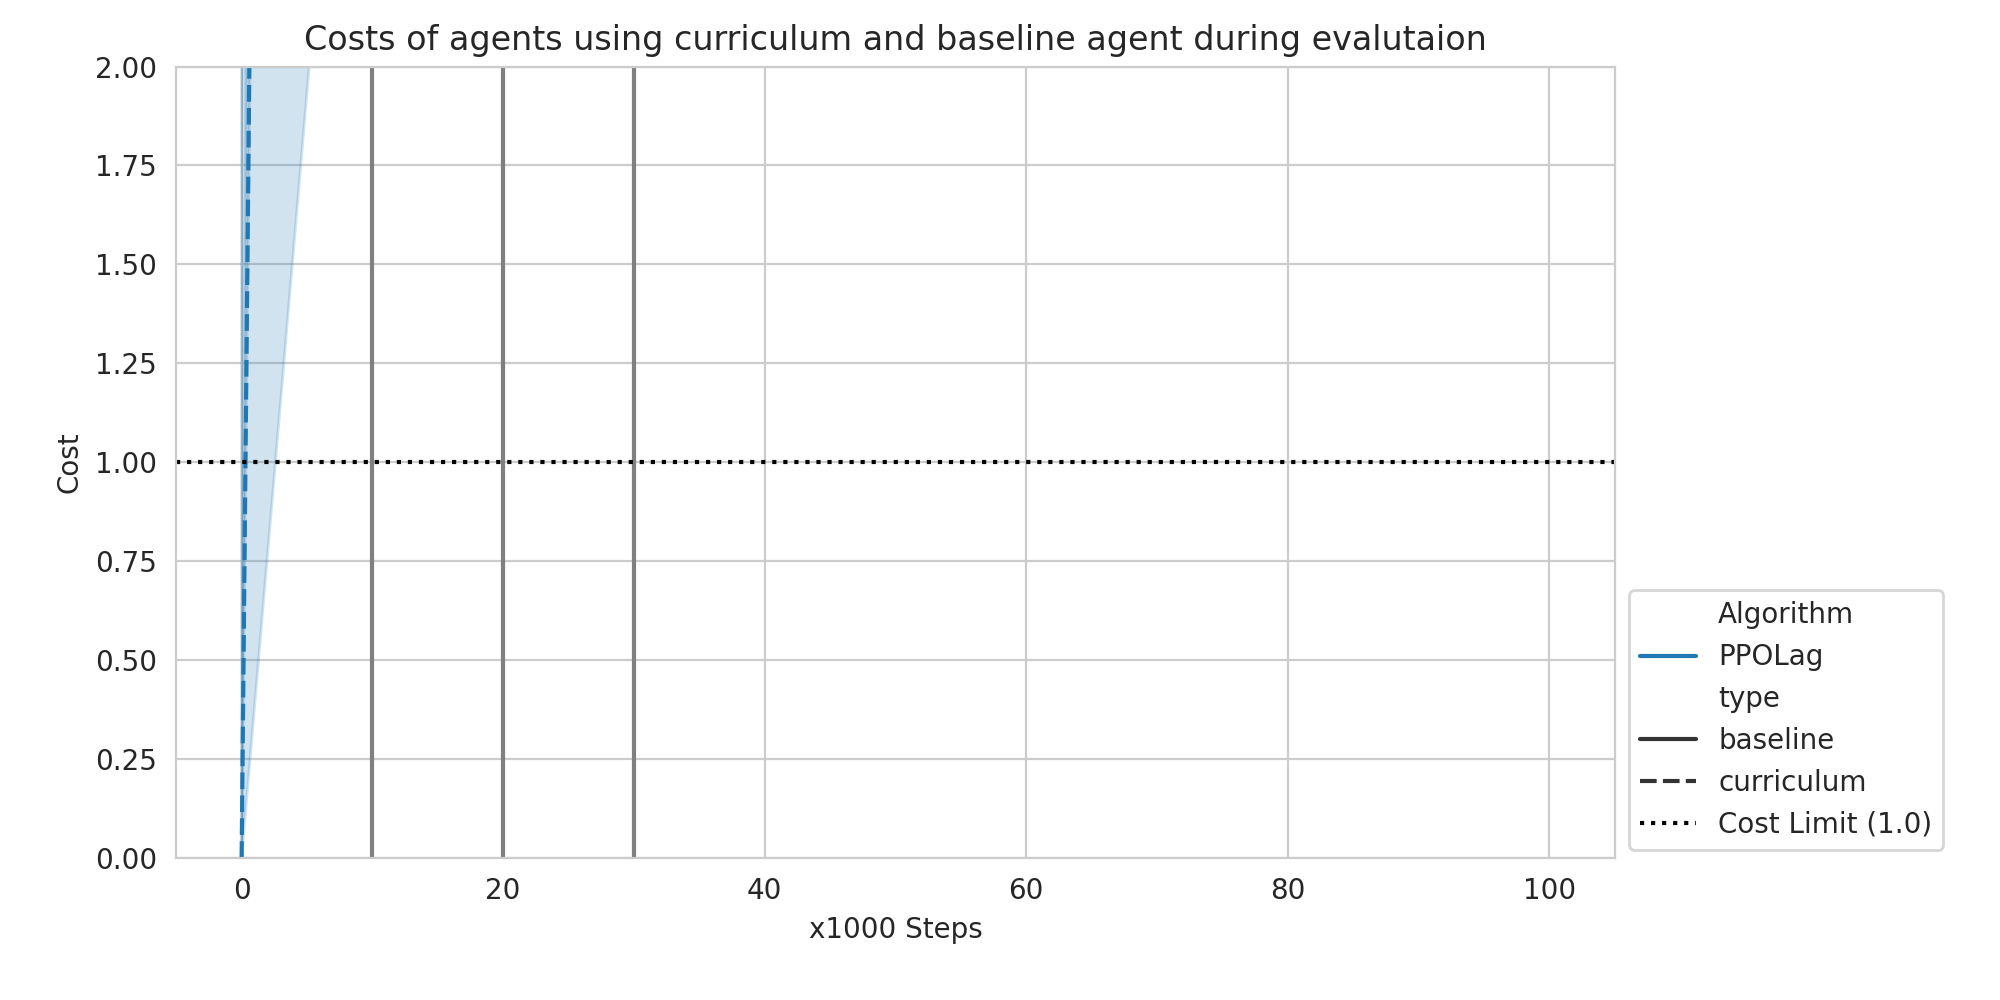 Costs of agents using curriculum and baseline agent during evalutaion
2.00
1.75
1.50
1.25
1.00
0.75
0.50
0.25
0.00
Cost
0 20 40 60 80 100
x1000 Steps
Algorithm
PPOLag
type
baseline
curriculum
Cost Limit (1.0)